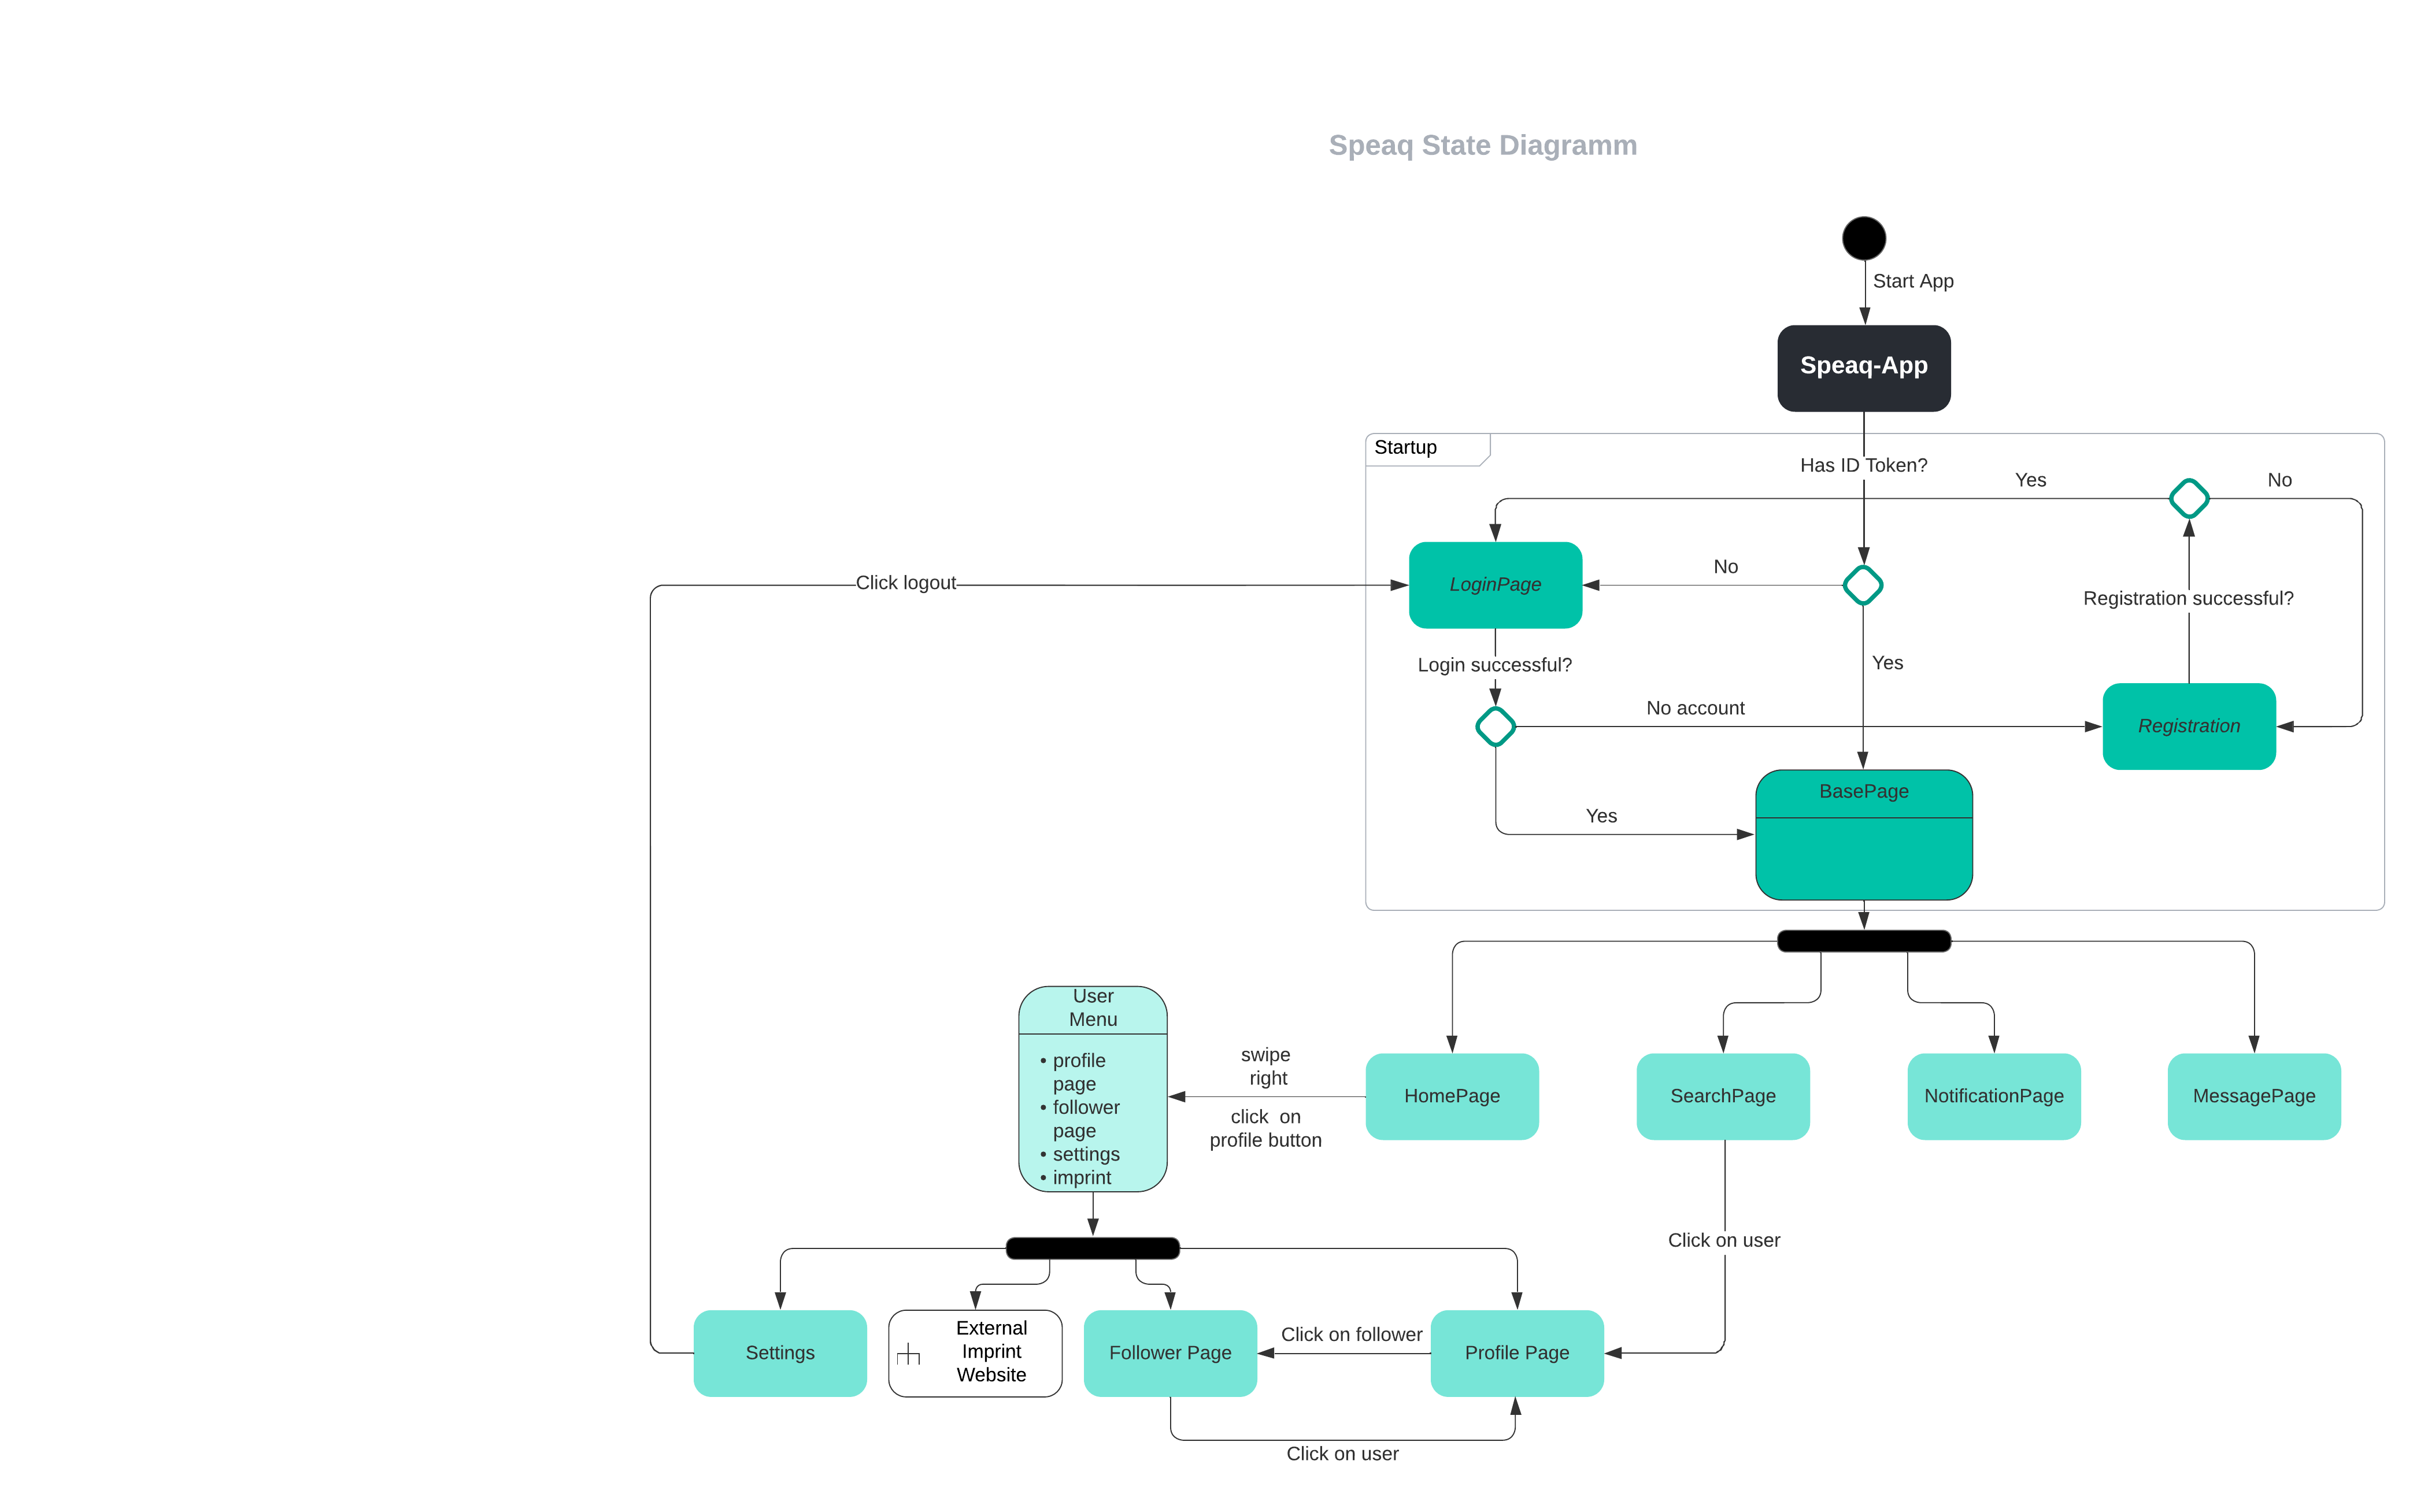 Speaq State Diagramm
Start App
Speaq-App
Startup
Has ID Token?
Yes
No
LoginPage
No
Registration successful?
Login successful?
Yes
No account
Registration
BasePage
Yes
User
Menu
• profile
page
• follower
page
• settings
• imprint
swipe
right
click  on
profile button
HomePage
SearchPage
NotificationPage
MessagePage
Click logout
Click on user
Settings
External
Imprint
Website
Follower Page
Click on follower
Profile Page
Click on user